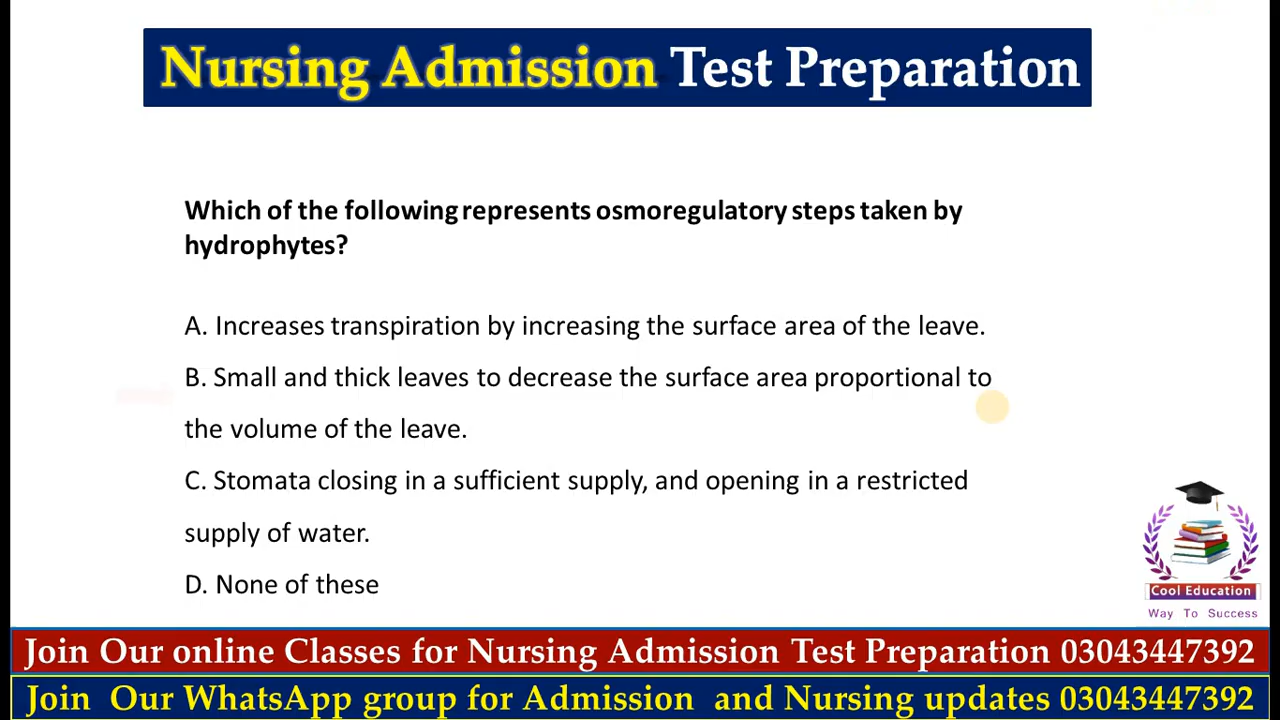 Nursing Admission Test Preparation
Which of the following represents osmoregulatory steps taken by
hydrophytes?
A. Increases transpiration by increasing the surface area of the leave.
B. Small and thick leaves to decrease the surface area proportional to
the volume of the leave.
C. Stomata closing in a sufficient supply, and opening in a restricted
supply of water.
D. None of these
Cool Education
Way To Success
Join Our online Classes for Nursing Admission Test Preparation 03043447392
Join Our WhatsApp group for Admission and Nursing updates 03043447392